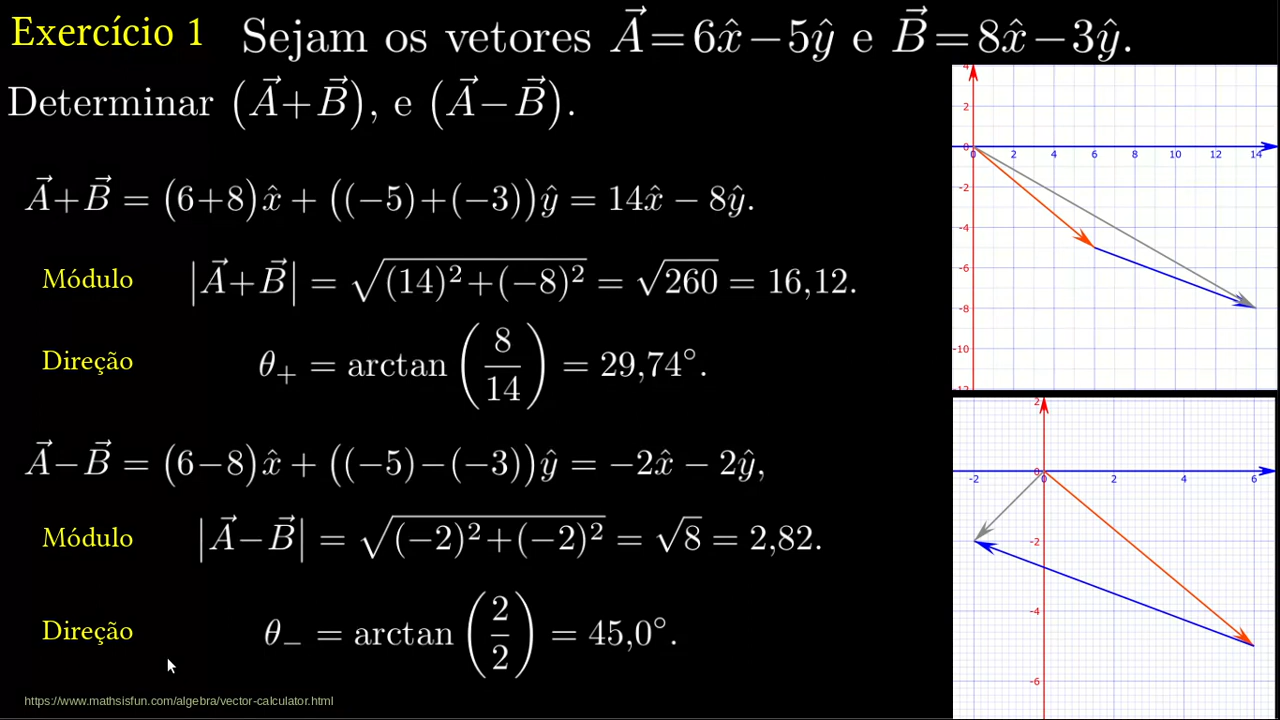 Exercício 1 Sejam os vetores A⃗=6x̂−5ŷ e B⃗=8x̂−3ŷ.
Determinar (A⃗+B⃗), e (A⃗−B⃗).
A⃗+B⃗ = (6+8)x̂ + ((−5)+(−3))ŷ = 14x̂ − 8ŷ.
Módulo |A⃗+B⃗| = √((14)²+(−8)²) = √260 = 16,12.
Direção θ₊ = arctan(8/14) = 29,74°.
A⃗−B⃗ = (6−8)x̂ + ((−5)−(−3))ŷ = −2x̂ − 2ŷ,
Módulo |A⃗−B⃗| = √((−2)²+(−2)²) = √8 = 2,82.
Direção θ₋ = arctan(2/2) = 45,0°.
https://www.mathsisfun.com/algebra/vector-calculator.html
4
2
0
0 2 4 6 8 10 12 14
-2
-4
-6
-8
-10
-12
2
0
-2 0 2 4 6
-2
-4
-6